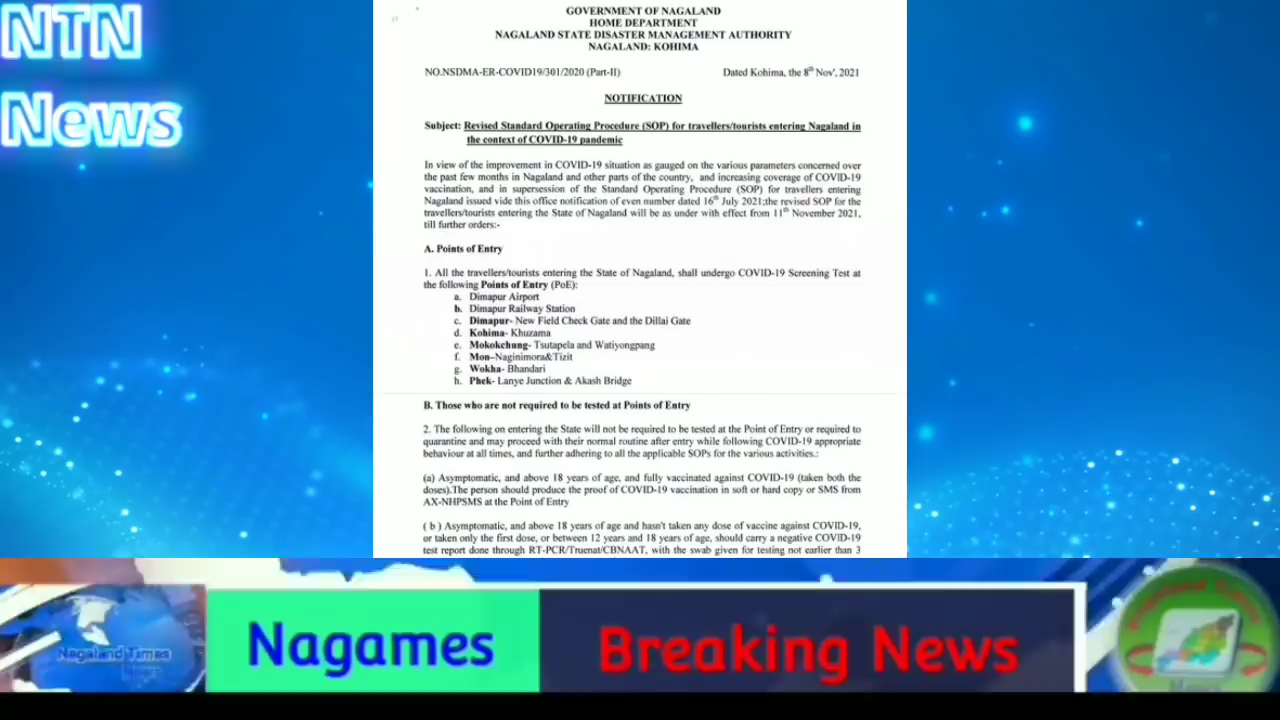 NTN
News
GOVERNMENT OF NAGALAND
HOME DEPARTMENT
NAGALAND STATE DISASTER MANAGEMENT AUTHORITY
NAGALAND: KOHIMA
NO.NSDMA-ER-COVID19/301/2020 (Part-II) Dated Kohima, the 8th Nov', 2021
NOTIFICATION
Subject: Revised Standard Operating Procedure (SOP) for travellers/tourists entering Nagaland in
the context of COVID-19 pandemic
In view of the improvement in COVID-19 situation as gauged on the various parameters concerned over
the past few months in Nagaland and other parts of the country, and increasing coverage of COVID-19
vaccination, and in supersession of the Standard Operating Procedure (SOP) for travellers entering
Nagaland issued vide this office notification of even number dated 16th July 2021;the revised SOP for the
travellers/tourists entering the State of Nagaland will be as under with effect from 11th November 2021,
till further orders:-
A. Points of Entry
1. All the travellers/tourists entering the State of Nagaland, shall undergo COVID-19 Screening Test at
the following Points of Entry (PoE):
a. Dimapur Airport
b. Dimapur Railway Station
c. Dimapur- New Field Check Gate and the Dillai Gate
d. Kohima- Khuzama
e. Mokokchung- Tsutapela and Watiyongpang
f. Mon–Naginimora&Tizit
g. Wokha- Bhandari
h. Phek- Lanye Junction & Akash Bridge
B. Those who are not required to be tested at Points of Entry
2. The following on entering the State will not be required to be tested at the Point of Entry or required to
quarantine and may proceed with their normal routine after entry while following COVID-19 appropriate
behaviour at all times, and further adhering to all the applicable SOPs for the various activities.:
(a) Asymptomatic, and above 18 years of age, and fully vaccinated against COVID-19 (taken both the
doses).The person should produce the proof of COVID-19 vaccination in soft or hard copy or SMS from
AX-NHPSMS at the Point of Entry
( b ) Asymptomatic, and above 18 years of age and hasn't taken any dose of vaccine against COVID-19,
or taken only the first dose, or between 12 years and 18 years of age, should carry a negative COVID-19
test report done through RT-PCR/Truenat/CBNAAT, with the swab given for testing not earlier than 3
Nagaland Times
News
Nagames
Breaking News